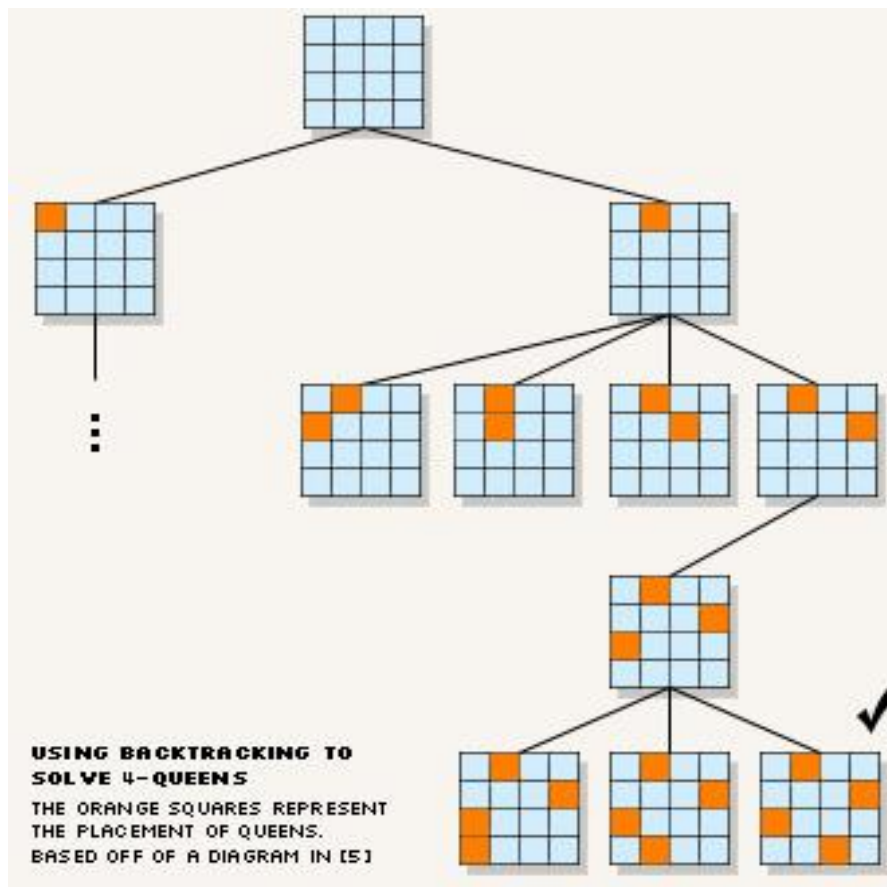 USING BACKTRACKING TO
SOLVE 4-QUEENS
THE ORANGE SQUARES REPRESENT
THE PLACEMENT OF QUEENS.
BASED OFF OF A DIAGRAM IN [5]